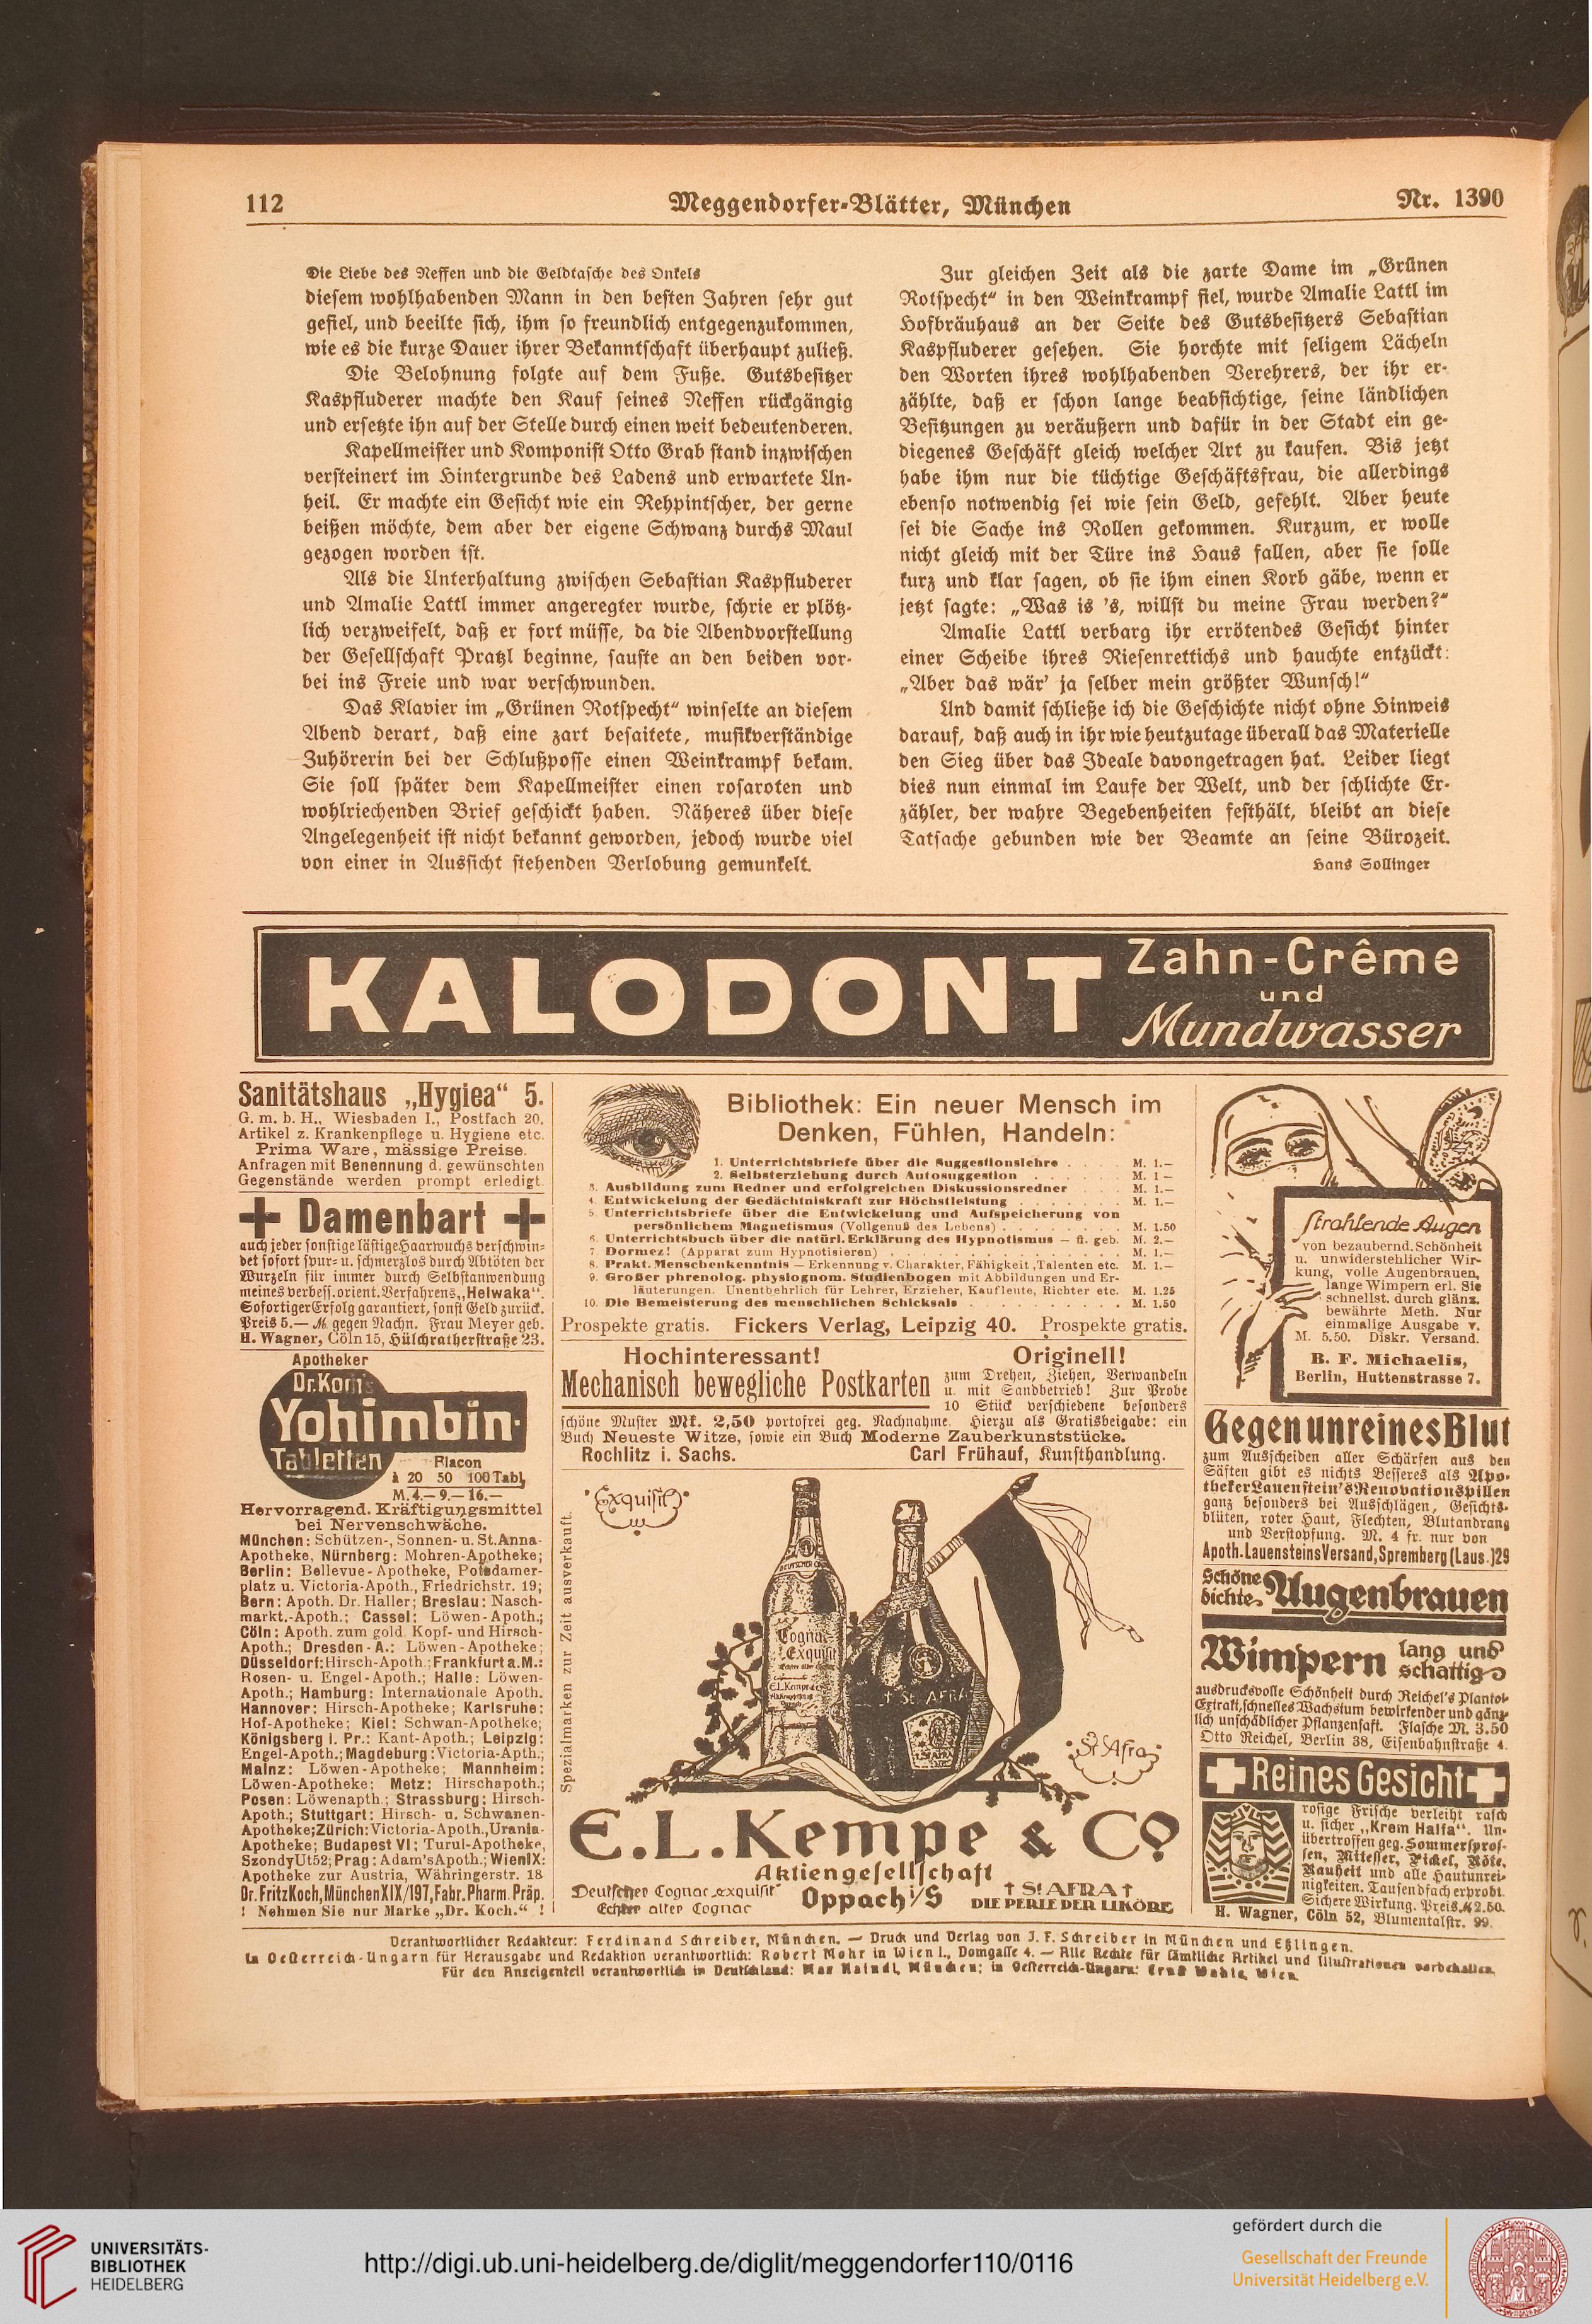 112
Meggendorfer-Blätter, München
Nr. 1390
Die Liebe des Neffen und die Geldtasche des Onkels
diesem wohlhabenden Mann in den besten Jahren sehr gut
gefiel, und beeilte sich, ihm so freundlich entgegenzukommen,
wie es die kurze Dauer ihrer Bekanntschaft überhaupt zuließ.
Die Belohnung folgte auf dem Fuße. Gutsbesitzer
Kaspfluderer machte den Kauf seines Neffen rückgängig
und ersetzte ihn auf der Stelle durch einen weit bedeutenderen.
Kapellmeister und Komponist Otto Grab stand inzwischen
versteinert im Hintergrunde des Ladens und erwartete Un-
heil. Er machte ein Gesicht wie ein Rehpintscher, der gerne
beißen möchte, dem aber der eigene Schwanz durchs Maul
gezogen worden ist.
Als die Unterhaltung zwischen Sebastian Kaspfluderer
und Amalie Lattl immer angeregter wurde, schrie er plötz-
lich verzweifelt, daß er fort müsse, da die Abendvorstellung
der Gesellschaft Pratzl beginne, sauste an den beiden vor-
bei ins Freie und war verschwunden.
Das Klavier im „Grünen Rotspecht“ winselte an diesem
Abend derart, daß eine zart besaitete, musikverständige
Zuhörerin bei der Schlußposse einen Weinkrampf bekam.
Sie soll später dem Kapellmeister einen rosaroten und
wohlriechenden Brief geschickt haben. Näheres über diese
Angelegenheit ist nicht bekannt geworden, jedoch wurde viel
von einer in Aussicht stehenden Verlobung gemunkelt.
Zur gleichen Zeit als die zarte Dame im „Grünen
Rotspecht“ in den Weinkrampf fiel, wurde Amalie Lattl im
Hofbräuhaus an der Seite des Gutsbesitzers Sebastian
Kaspfluderer gesehen. Sie horchte mit seligem Lächeln
den Worten ihres wohlhabenden Verehrers, der ihr er-
zählte, daß er schon lange beabsichtige, seine ländlichen
Besitzungen zu veräußern und dafür in der Stadt ein ge-
diegenes Geschäft gleich welcher Art zu kaufen. Bis jetzt
habe ihm nur die tüchtige Geschäftsfrau, die allerdings
ebenso notwendig sei wie sein Geld, gefehlt. Aber heute
sei die Sache ins Rollen gekommen. Kurzum, er wolle
nicht gleich mit der Türe ins Haus fallen, aber sie solle
kurz und klar sagen, ob sie ihm einen Korb gäbe, wenn er
jetzt sagte: „Was is 's, willst du meine Frau werden?“
Amalie Lattl verbarg ihr errötendes Gesicht hinter
einer Scheibe ihres Riesenrettichs und hauchte entzückt:
„Aber das wär' ja selber mein größter Wunsch!“
Und damit schließe ich die Geschichte nicht ohne Hinweis
darauf, daß auch in ihr wie heutzutage überall das Materielle
den Sieg über das Ideale davongetragen hat. Leider liegt
dies nun einmal im Laufe der Welt, und der schlichte Er-
zähler, der wahre Begebenheiten festhält, bleibt an diese
Tatsache gebunden wie der Beamte an seine Bürozeit.
Hans Sollinger
KALODONT Zahn-Crême
und
Mundwasser
Sanitätshaus „Hygiea“ 5.
G. m. b. H., Wiesbaden I., Postfach 20.
Artikel z. Krankenpflege u. Hygiene etc.
Prima Ware, mässige Preise.
Anfragen mit Benennung d. gewünschten
Gegenstände werden prompt erledigt.
Damenbart
auch jeder sonstige lästige Haarwuchs verschwin-
det sofort spur- u. schmerzlos durch Abtöten der
Wurzeln für immer durch Selbstanwendung
meines verbess. orient. Verfahrens „Helwaka“.
Sofortiger Erfolg garantiert, sonst Geld zurück.
Preis 5.— M. gegen Nachn. Frau Meyer geb.
H. Wagner, Cöln 15, Hülchratherstraße 23.
Apotheker
Yohimbin-
Tabletten
Flacon
à 20 50 100 Tabl.
M. 4.— 9.— 16.—
Hervorragend. Kräftigungsmittel
bei Nervenschwäche.
München: Schützen-, Sonnen- u. St. Anna-
Apotheke, Nürnberg: Mohren-Apotheke;
Berlin: Bellevue-Apotheke, Potsdamer-
platz u. Victoria-Apoth., Friedrichstr. 19;
Bern: Apoth. Dr. Haller; Breslau: Nasch-
markt.-Apoth.; Cassel: Löwen-Apoth.;
Cöln: Apoth. zum gold. Kopf- und Hirsch-
Apoth.; Dresden-A.: Löwen-Apotheke;
Düsseldorf: Hirsch-Apoth.; Frankfurt a. M.:
Rosen- u. Engel-Apoth.; Halle: Löwen-
Apoth.; Hamburg: Internationale Apoth.
Hannover: Hirsch-Apotheke; Karlsruhe:
Hof-Apotheke; Kiel: Schwan-Apotheke;
Königsberg i. Pr.: Kant-Apoth.; Leipzig:
Engel-Apoth.; Magdeburg: Victoria-Apth.;
Mainz: Löwen-Apotheke; Mannheim:
Löwen-Apotheke; Metz: Hirschapoth.;
Posen: Löwenapth.; Strassburg: Hirsch-
Apoth.; Stuttgart: Hirsch- u. Schwanen-
Apotheke; Zürich: Victoria-Apoth., Urania-
Apotheke; Budapest VI: Turul-Apotheke,
Szondy Ut 52; Prag: Adam's Apoth.; Wien IX:
Apotheke zur Austria, Währingerstr. 18
Dr. Fritz Koch, München XIX/197, Fabr. Pharm. Präp.
! Nehmen Sie nur Marke „Dr. Koch.“ !
Bibliothek: Ein neuer Mensch im
Denken, Fühlen, Handeln:
1. Unterrichtsbriefe über die Suggestionslehre . . . . M. 1.—
2. Selbsterziehung durch Autosuggestion . . . . . . M. 1 —
3. Ausbildung zum Redner und erfolgreichen Diskussionsredner . . . M. 1.—
4. Entwickelung der Gedächtniskraft zur Höchstleistung . . . . . . M. 1.—
5. Unterrichtsbriefe über die Entwickelung und Aufspeicherung von
persönlichem Magnetismus (Vollgenuß des Lebens) . . . . . . . M. 1.50
6. Unterrichtsbuch über die natürl. Erklärung des Hypnotismus — fl. geb. M. 2.—
7. Dormez! (Apparat zum Hypnotisieren) . . . . . . . . . . M. 1.—
8. Prakt. Menschenkenntnis — Erkennung v. Charakter, Fähigkeit, Talenten etc. M. 1.—
9. Großer phrenolog. physiognom. Studienbogen mit Abbildungen und Er-
läuterungen. Unentbehrlich für Lehrer, Erzieher, Kaufleute, Richter etc. M. 1.25
10. Die Bemeisterung des menschlichen Schicksals . . . . . . . . M. 1.50
Prospekte gratis. Fickers Verlag, Leipzig 40. Prospekte gratis.
Hochinteressant! Originell!
Mechanisch bewegliche Postkarten
zum Drehen, Ziehen, Verwandeln
u. mit Sandbetrieb! Zur Probe
10 Stück verschiedene besonders
schöne Muster Mk. 2,50 portofrei geg. Nachnahme. Hierzu als Gratisbeigabe: ein
Buch Neueste Witze, sowie ein Buch Moderne Zauberkunststücke.
Rochlitz i. Sachs. Carl Frühauf, Kunsthandlung.
Spezialmarken zur Zeit ausverkauft.
Exquisit
Cognac
Exquisit
St. AFRA
St. Afra
E. L. Kempe & Co
Aktiengesellschaft
Deutscher Cognac „Exquisit“
Echter alter Cognac
Oppach i/S
† St. AFRA †
DIE PERLE DER LIKÖRE
Strahlende Augen
von bezaubernd. Schönheit
u. unwiderstehlicher Wir-
kung, volle Augenbrauen,
lange Wimpern erl. Sie
schnellst. durch glänz.
bewährte Meth. Nur
einmalige Ausgabe v.
M. 5.50. Diskr. Versand.
B. F. Michaelis,
Berlin, Huttenstrasse 7.
Gegen unreines Blut
zum Ausscheiden aller Schärfen aus den
Säften gibt es nichts Besseres als Apo-
theker Lauenstein's Renovationspillen
ganz besonders bei Ausschlägen, Gesichts-
blüten, roter Haut, Flechten, Blutandrang
und Verstopfung. M. 4 fr. nur von
Apoth. Lauensteins Versand, Spremberg (Laus.) 29
Schöne
dichte Augenbrauen
Wimpern lang und
schattig
ausdrucksvolle Schönheit durch Reichel's Plantol-
Extrakt, schnelles Wachstum bewirkender und gänz-
lich unschädlicher Pflanzensaft. Flasche M. 3.50
Otto Reichel, Berlin 38, Eisenbahnstraße 4.
Reines Gesicht
rosige Frische verleiht rasch
u. sicher „Krem Halfa“. Un-
übertroffen geg. Sommerspros-
sen, Mitesser, Pickel, Röte,
Rauheit und alle Hautunrei-
nigkeiten. Tausendfach erprobt.
Sichere Wirkung. Preis M 2.50.
H. Wagner, Cöln 52, Blumentalstr. 99.
Verantwortlicher Redakteur: Ferdinand Schreiber, München. — Druck und Verlag von J. F. Schreiber in München und Eßlingen.
In Oesterreich-Ungarn für Herausgabe und Redaktion verantwortlich: Robert Mohr in Wien I., Domgasse 4. — Alle Rechte für sämtliche Artikel und Illustrationen vorbehalten.
Für den Anzeigenteil verantwortlich in Deutschland: Max Haindl, München; in Oesterreich-Ungarn: Ernst Wahle, Wien
UNIVERSITÄTS-
BIBLIOTHEK
HEIDELBERG
http://digi.ub.uni-heidelberg.de/diglit/meggendorfer110/0116
gefördert durch die
Gesellschaft der Freunde
Universität Heidelberg e.V.